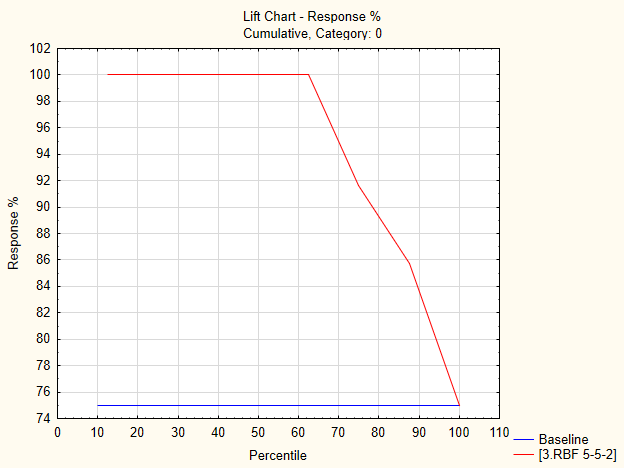 Lift Chart - Response %
Cumulative, Category: 0
102
100
98
96
94
92
90
88
86
84
82
80
78
76
74
Response %
0 10 20 30 40 50 60 70 80 90 100 110
Percentile
Baseline
[3.RBF 5-5-2]